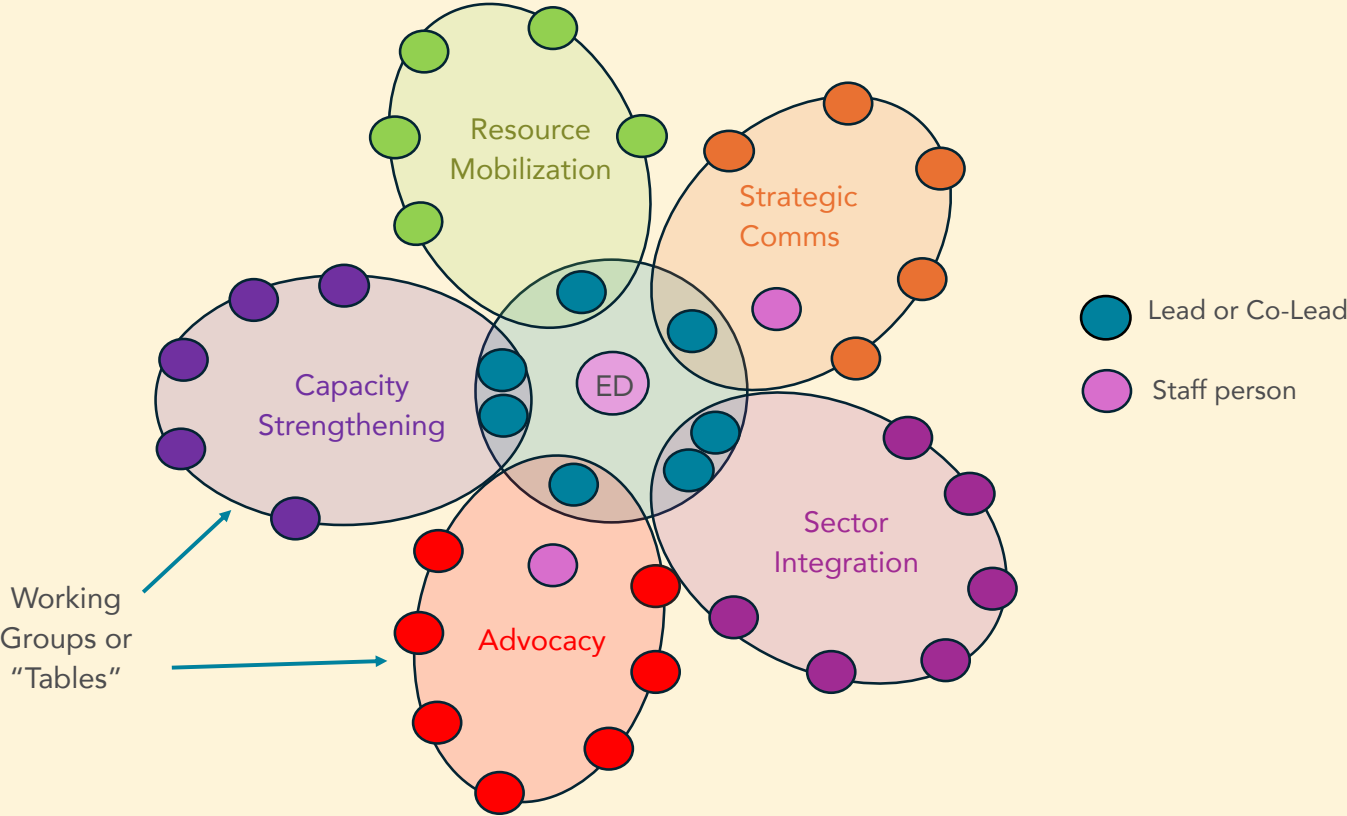 Resource
Mobilization
Strategic
Comms
Lead or Co-Lead
Staff person
ED
Capacity
Strengthening
Sector
Integration
Advocacy
Working
Groups or
“Tables”